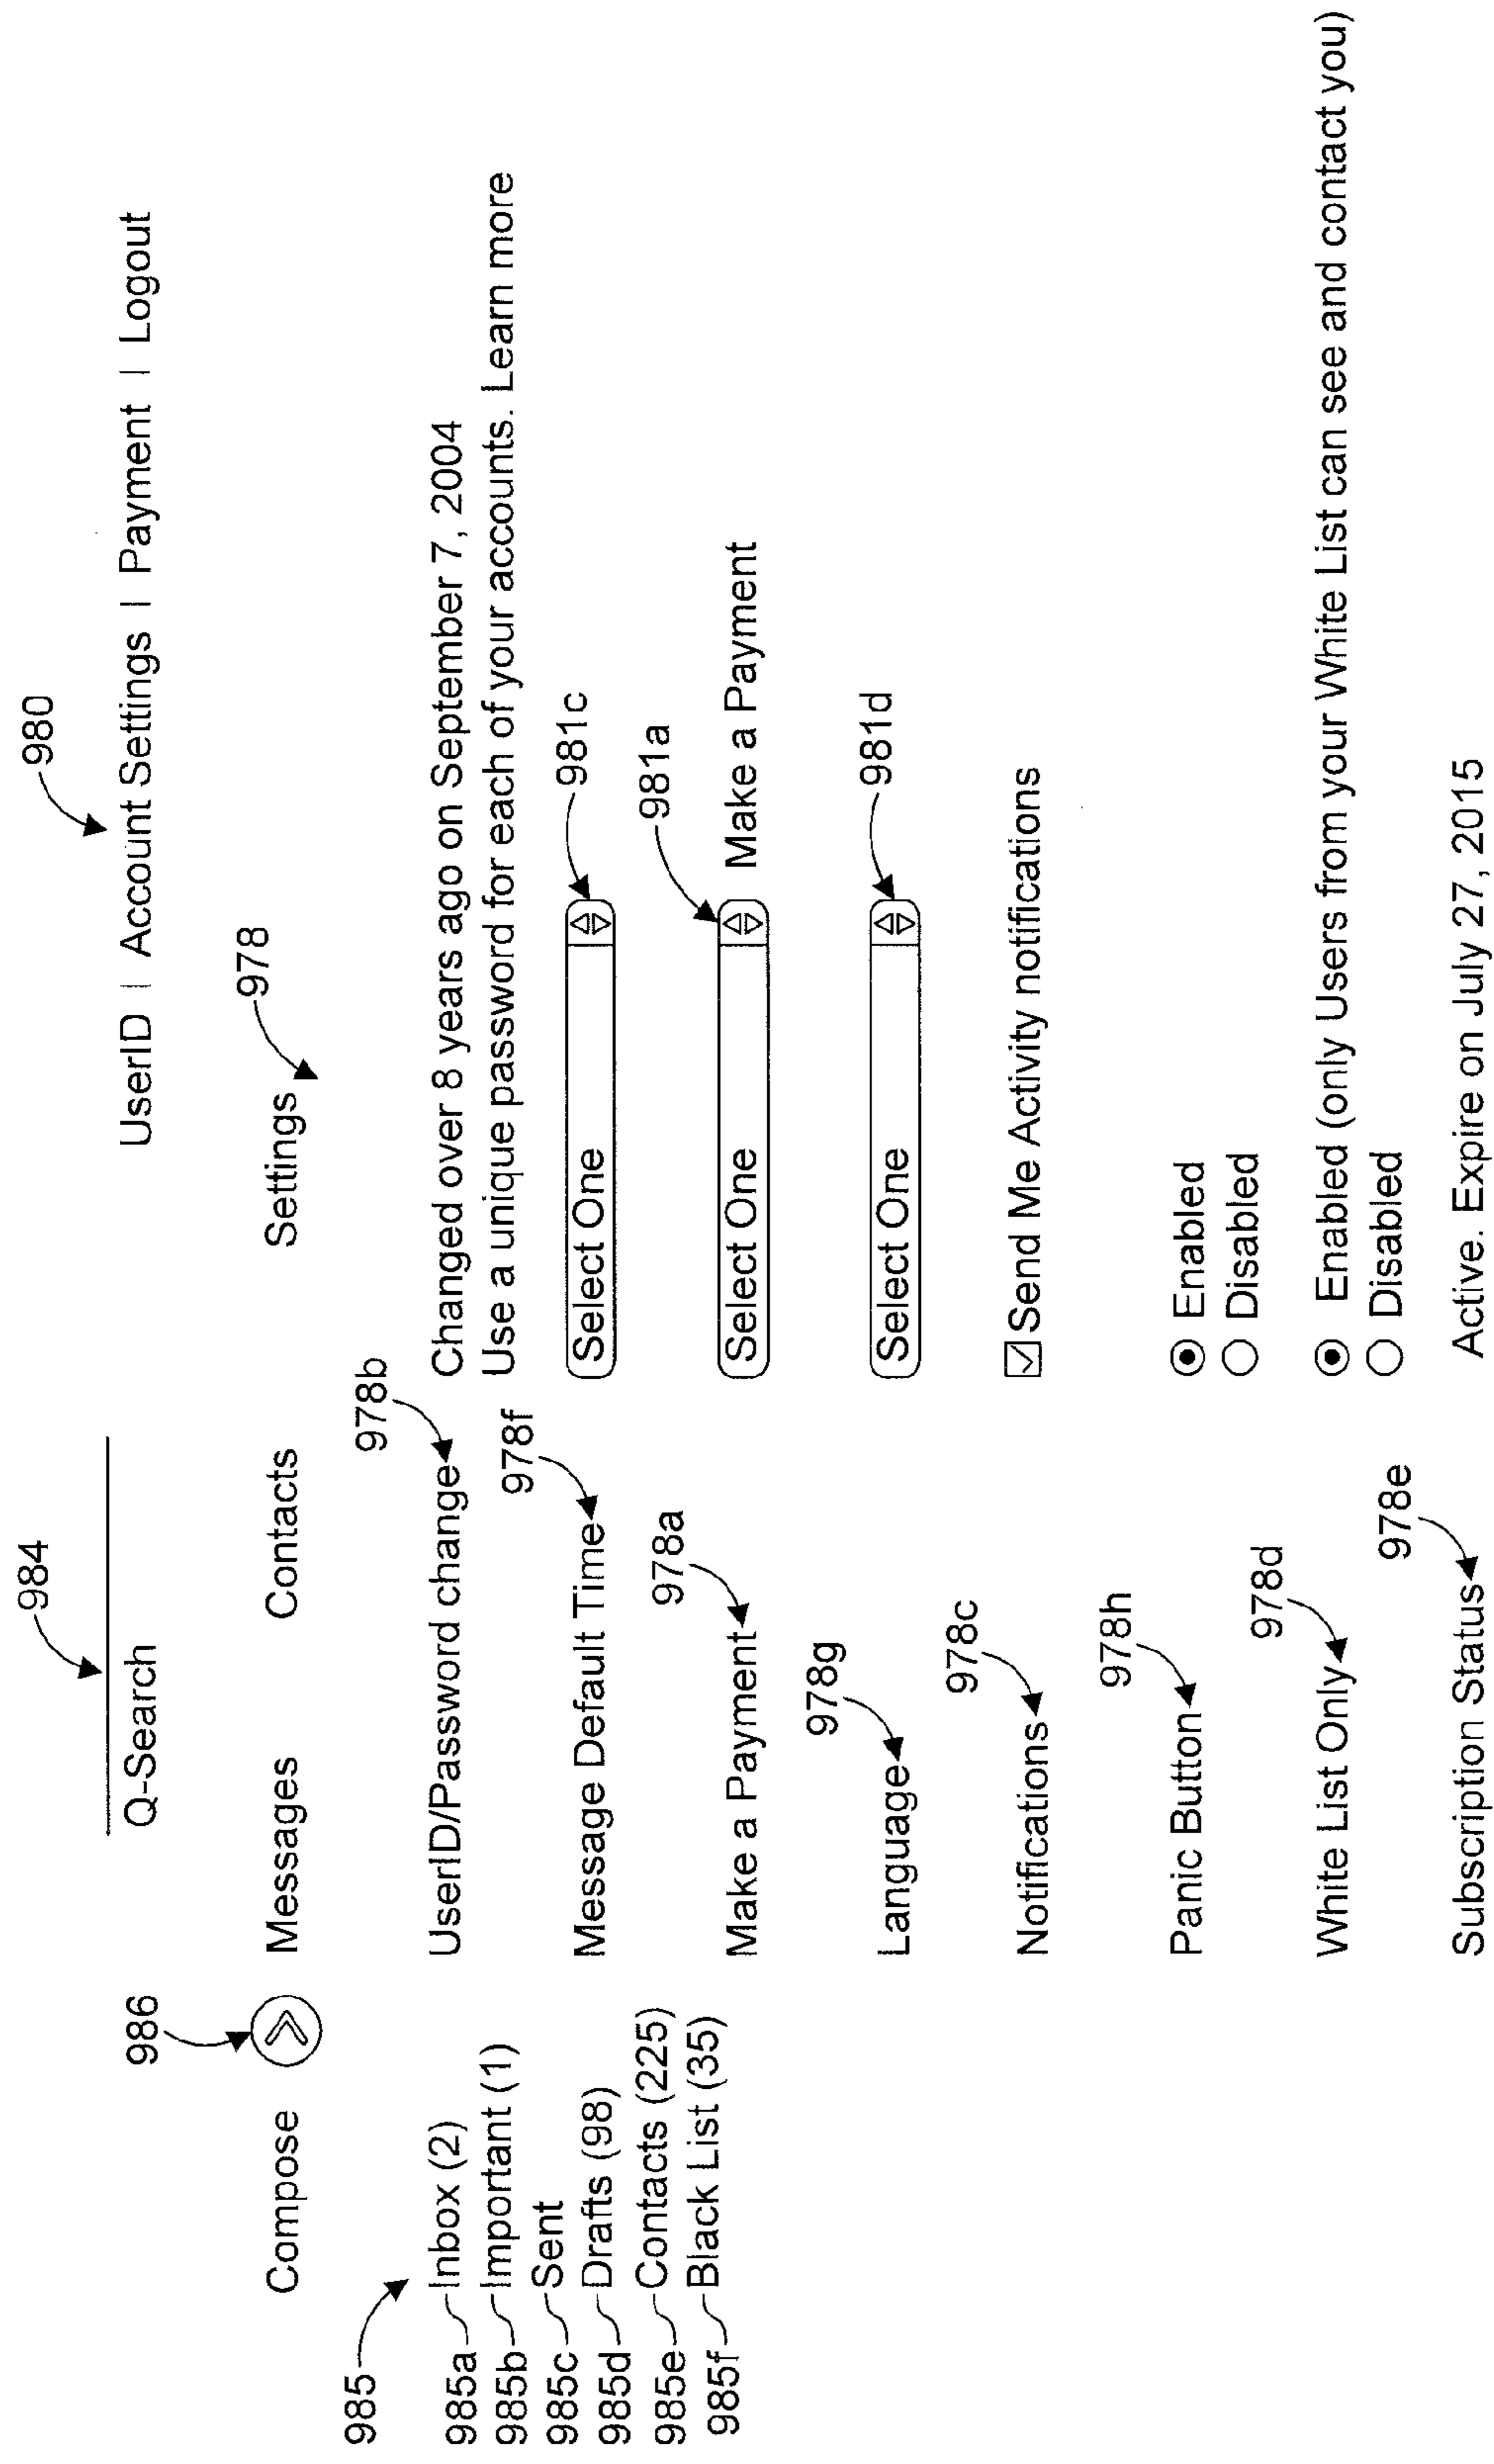 984
980
Q-Search
UserID | Account Settings | Payment | Logout
986
978
Compose Messages Contacts Settings
985
978b
985a Inbox (2) UserID/Password change Changed over 8 years ago on September 7, 2004
985b Important (1) Use a unique password for each of your accounts. Learn more
978f
985c Sent
985d Drafts (98) Message Default Time Select One 981c
985e Contacts (225)
978a
981a
985f Black List (35)
Make a Payment Select One Make a Payment
978g
Language Select One 981d
978c
Notifications Send Me Activity notifications
978h
Panic Button Enabled
Disabled
978d
White List Only Enabled (only Users from your White List can see and contact you)
Disabled
978e
Subscription Status Active. Expire on July 27, 2015